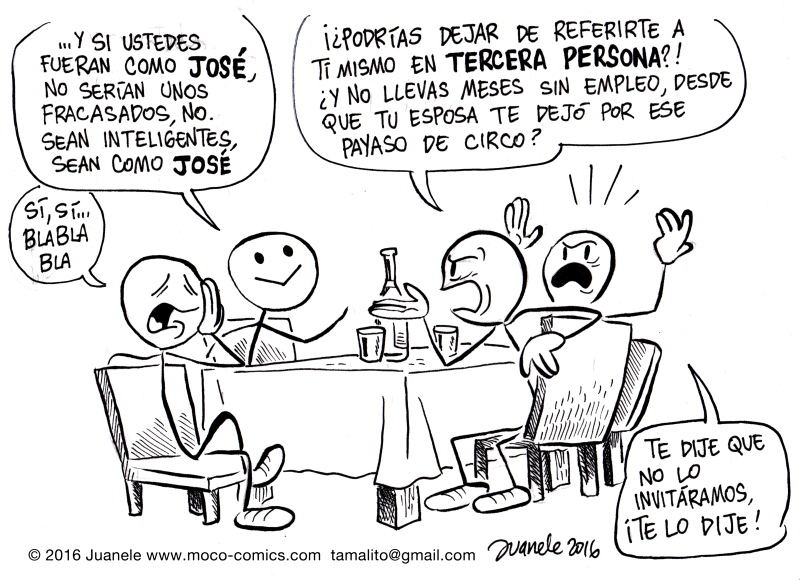 ...Y SI USTEDES
FUERAN COMO JOSÉ,
NO SERÍAN UNOS
FRACASADOS, NO.
SEAN INTELIGENTES,
SEAN COMO JOSÉ
¡¿PODRÍAS DEJAR DE REFERIRTE A
TI MISMO EN TERCERA PERSONA?!
¿Y NO LLEVAS MESES SIN EMPLEO, DESDE
QUE TU ESPOSA TE DEJÓ POR ESE
PAYASO DE CIRCO?
SÍ, SÍ...
BLA BLA
BLA
TE DIJE QUE
NO LO
INVITÁRAMOS,
¡TE LO DIJE!
Juanele 2016
© 2016 Juanele www.moco-comics.com tamalito@gmail.com